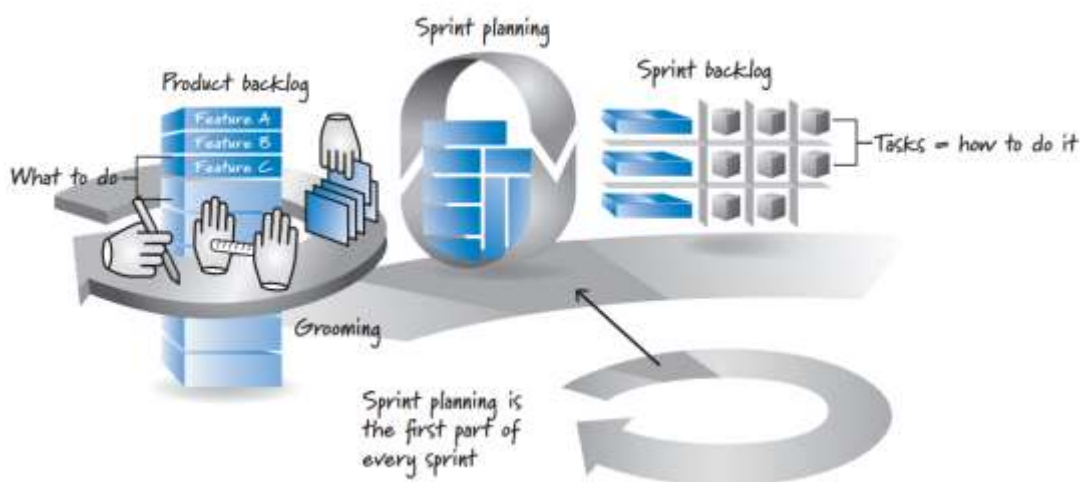 Sprint planning
Product backlog
Sprint backlog
Feature A
Feature B
Feature C
What to do
Tasks = how to do it
Grooming
Sprint planning is
the first part of
every sprint